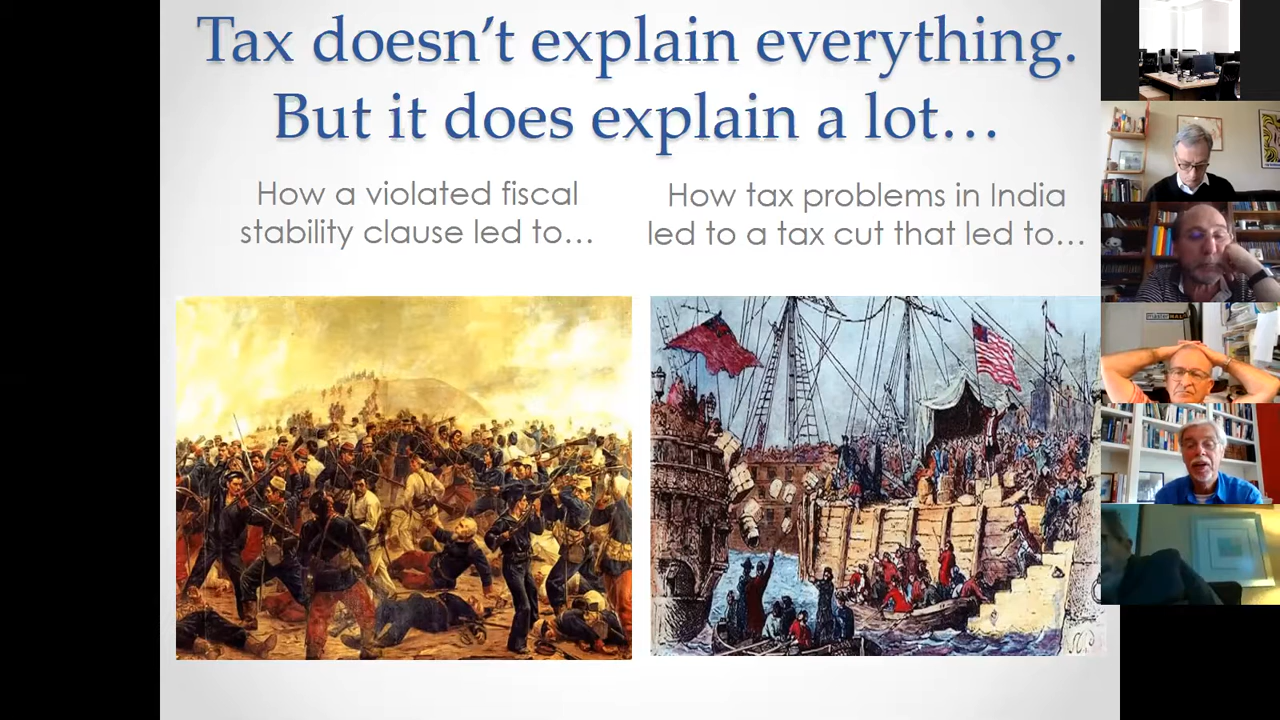 Tax doesn't explain everything.
But it does explain a lot…
How a violated fiscal
stability clause led to…
How tax problems in India
led to a tax cut that led to…